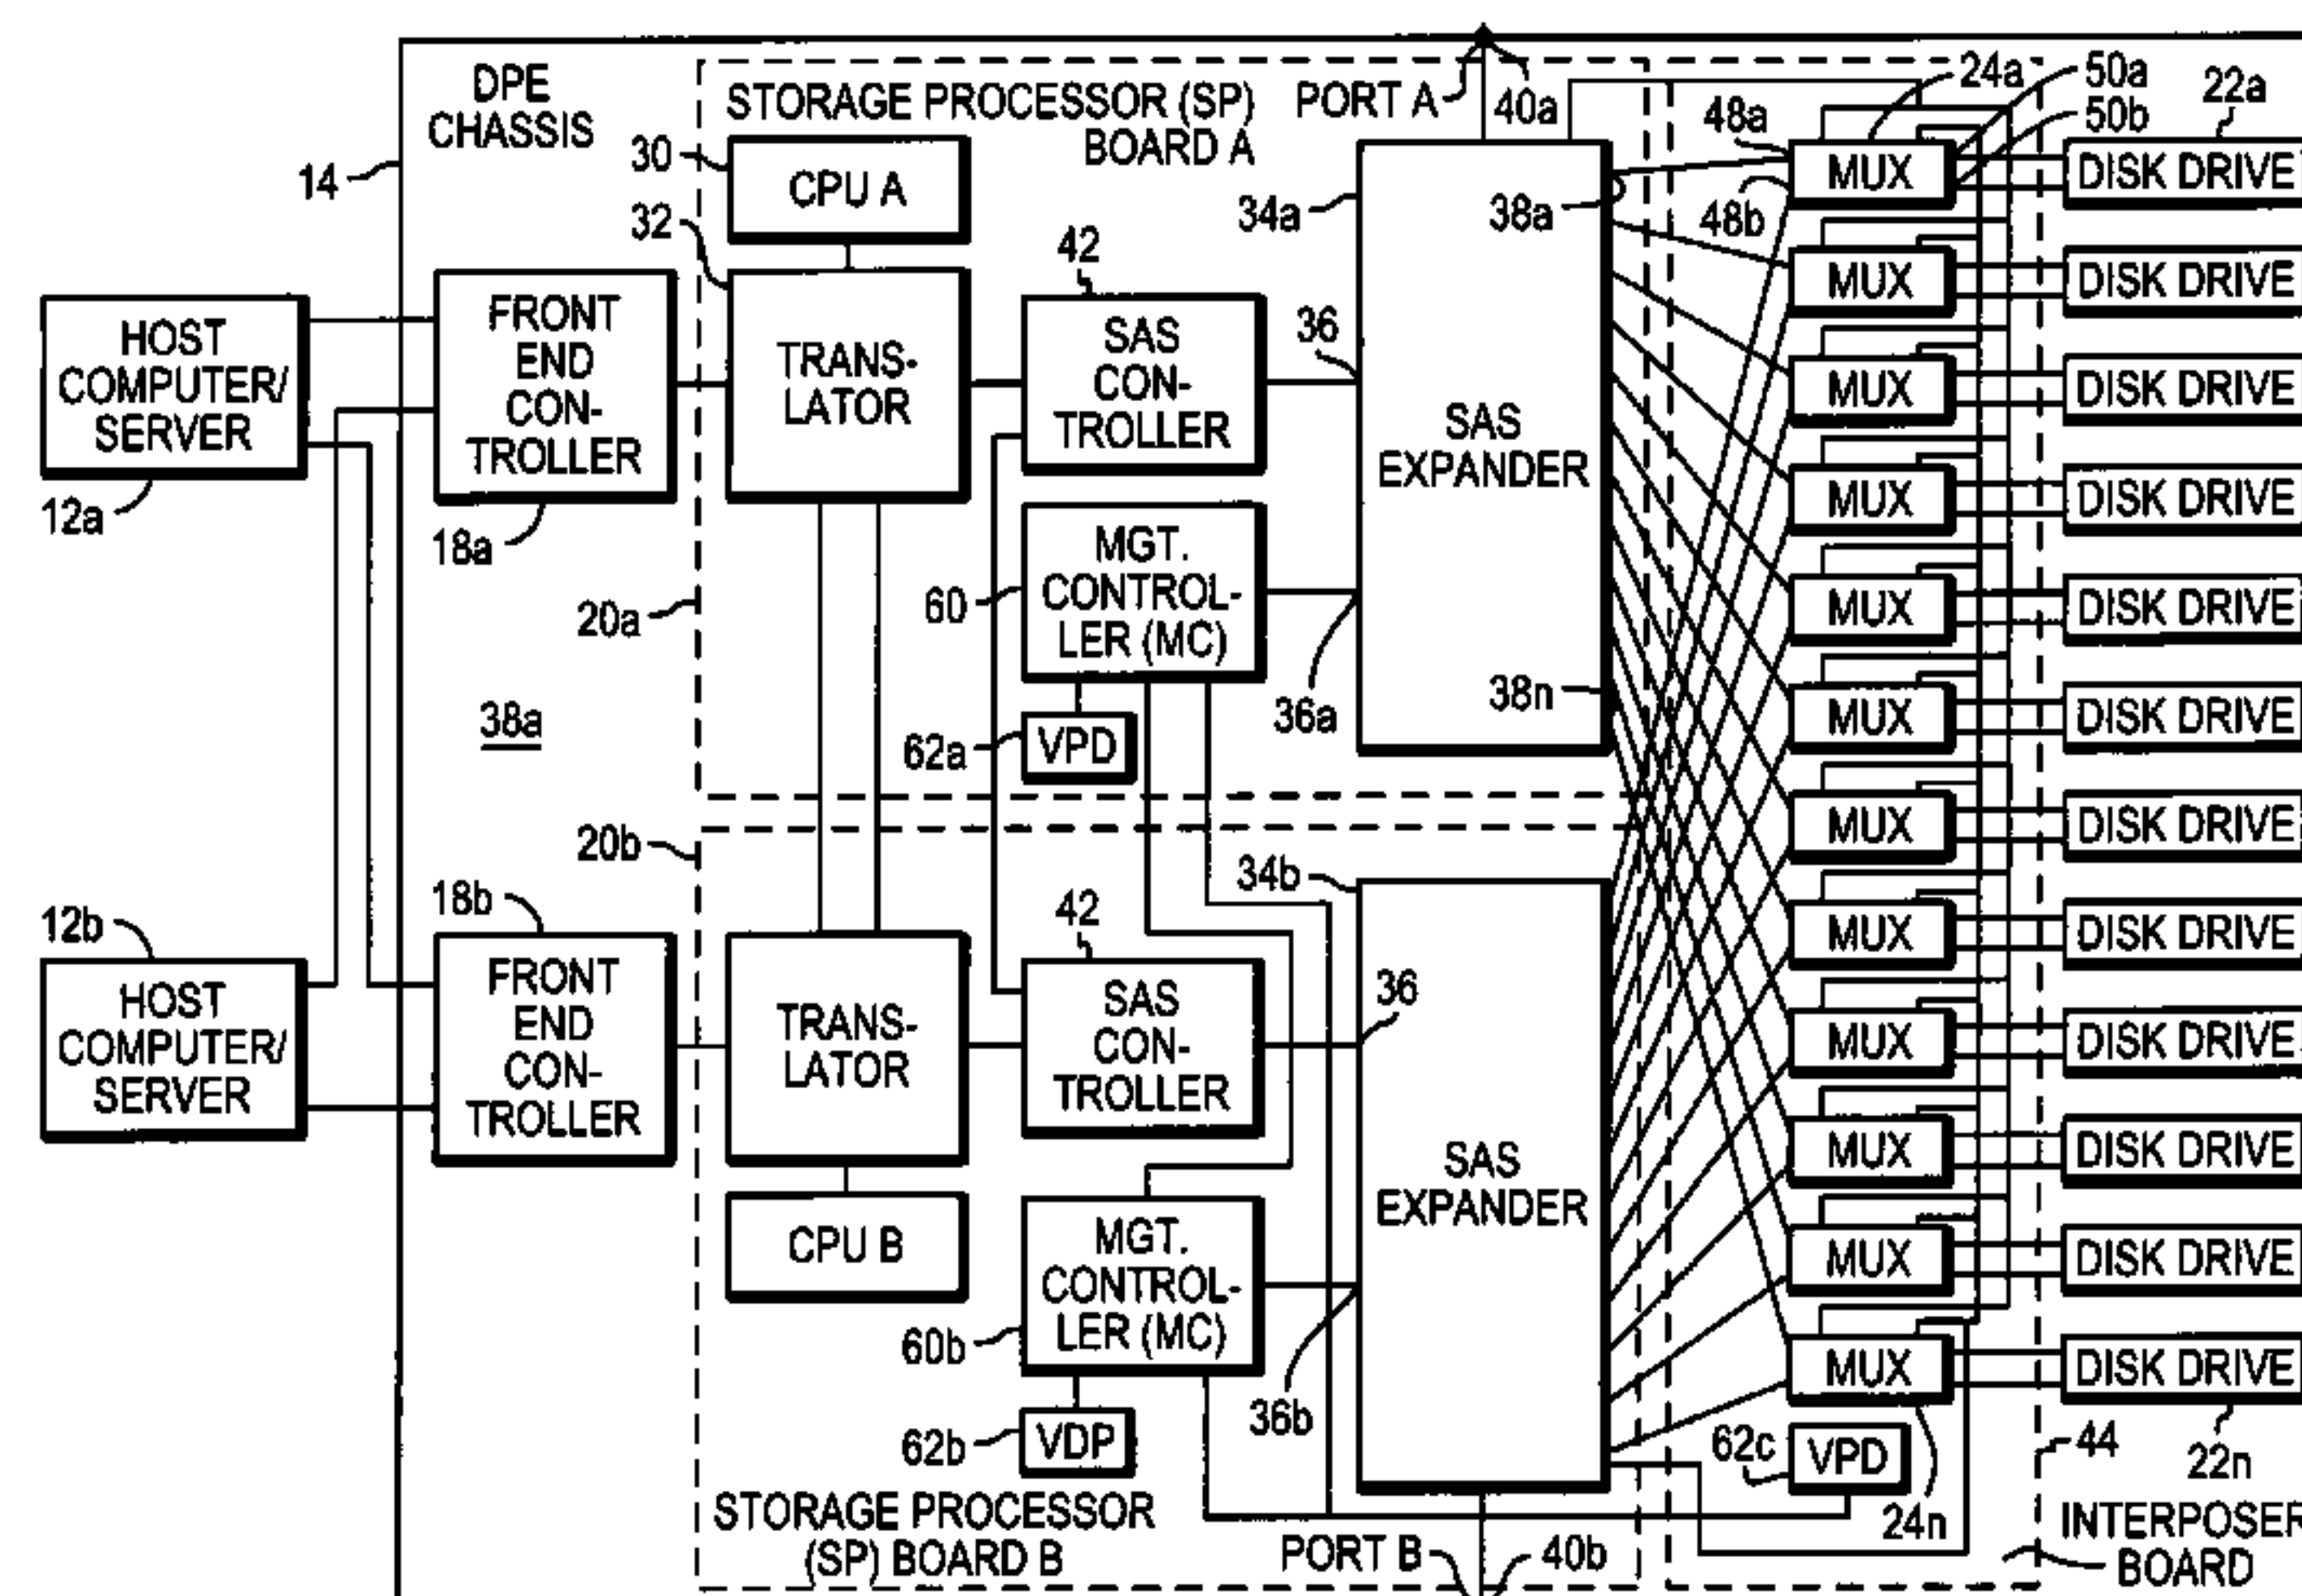 DPE
CHASSIS
14
STORAGE PROCESSOR (SP)
BOARD A
PORT A
40a
24a
50a
50b
22a
48a
48b
30
CPU A
32
34a
38a
MUX
DISK DRIVE
HOST
COMPUTER/
SERVER
12a
FRONT
END
CON-
TROLLER
18a
TRANS-
LATOR
42
SAS
CON-
TROLLER
36
SAS
EXPANDER
MUX
DISK DRIVE
MUX
DISK DRIVE
MUX
DISK DRIVE
20a
60
MGT.
CONTROL-
LER (MC)
36a
38n
MUX
DISK DRIVE
38a
62a
VPD
MUX
DISK DRIVE
MUX
DISK DRIVE
20b
34b
MUX
DISK DRIVE
12b
HOST
COMPUTER/
SERVER
18b
FRONT
END
CON-
TROLLER
TRANS-
LATOR
42
SAS
CON-
TROLLER
36
SAS
EXPANDER
MUX
DISK DRIVE
MUX
DISK DRIVE
CPU B
60b
MGT.
CONTROL-
LER (MC)
36b
MUX
DISK DRIVE
MUX
DISK DRIVE
62b
VDP
62c
VPD
24n
44
22n
STORAGE PROCESSOR
(SP) BOARD B
PORT B
40b
INTERPOSER
BOARD